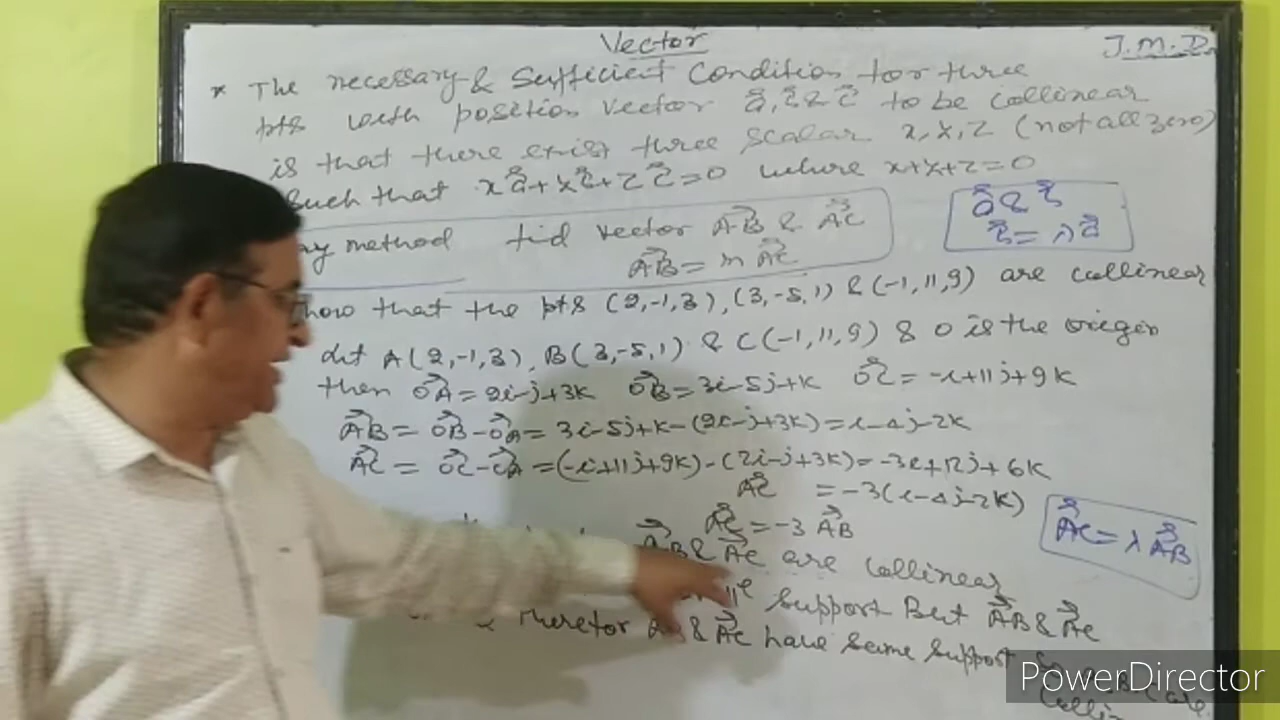 Vector
J.M.D.
* The necessary & Sufficient Condition for three
pts with position vector a⃗, b⃗ & c⃗ to be Collinear
is that there exist three scalar x, y, z (not all zero)
Such that x a⃗ + y b⃗ + z c⃗ = 0 where x+y+z=0
a⃗ & b⃗
b⃗ = λ a⃗
method fid vector AB⃗ & AC⃗
AB⃗ = m AC⃗
how that the pts (2,-1,3), (3,-5,1) & (-1,11,9) are collinear
Let A(2,-1,3), B(3,-5,1) & C(-1,11,9) & O is the origin
then OA⃗ = 2i-j+3k OB⃗ = 3i-5j+k OC⃗ = -i+11j+9k
AB⃗ = OB⃗-OA⃗ = 3i-5j+k-(2i-j+3k) = i-4j-2k
AC⃗ = OC⃗-OA⃗ = (-i+11j+9k)-(2i-j+3k) = -3i+12j+6k
AC⃗ = -3(i-4j-2k)
AC⃗ = -3 AB⃗
AC⃗ = λ AB⃗
AB⃗ & AC⃗ are Collinear
Support But AB⃗ & AC⃗
Therefor AB⃗ & AC⃗ have same support So
PowerDirector